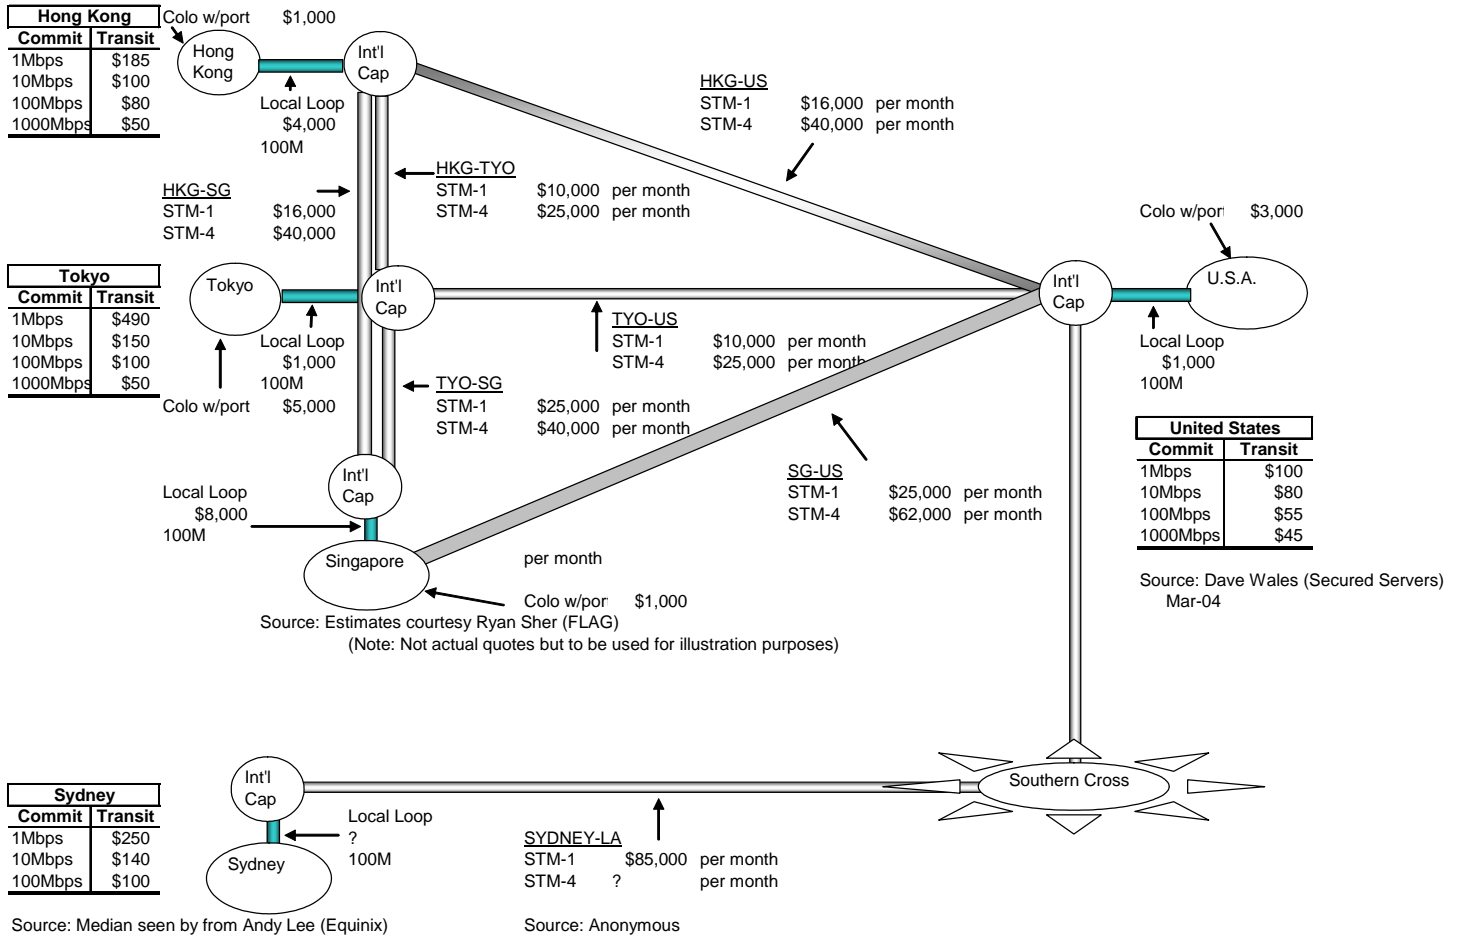 Hong Kong
Commit Transit
1Mbps $185
10Mbps $100
100Mbps $80
1000Mbps $50
Colo w/port $1,000
Hong
Kong
Int'l
Cap
Local Loop
$4,000
100M
HKG-US
STM-1 $16,000 per month
STM-4 $40,000 per month
HKG-SG
STM-1 $16,000
STM-4 $40,000
HKG-TYO
STM-1 $10,000 per month
STM-4 $25,000 per month
Colo w/port $3,000
Tokyo
Commit Transit
1Mbps $490
10Mbps $150
100Mbps $100
1000Mbps $50
Tokyo
Int'l
Cap
Local Loop
$1,000
100M
Colo w/port $5,000
TYO-US
STM-1 $10,000 per month
STM-4 $25,000 per month
Int'l
Cap
U.S.A.
Local Loop
$1,000
100M
TYO-SG
STM-1 $25,000 per month
STM-4 $40,000 per month
United States
Commit Transit
1Mbps $100
10Mbps $80
100Mbps $55
1000Mbps $45
Source: Dave Wales (Secured Servers)
Mar-04
Int'l
Cap
Local Loop
$8,000
100M
SG-US
STM-1 $25,000 per month
STM-4 $62,000 per month
Singapore
per month
Colo w/port $1,000
Source: Estimates courtesy Ryan Sher (FLAG)
(Note: Not actual quotes but to be used for illustration purposes)
Southern Cross
Sydney
Commit Transit
1Mbps $250
10Mbps $140
100Mbps $100
Int'l
Cap
Local Loop
?
100M
Sydney
SYDNEY-LA
STM-1 $85,000 per month
STM-4 ? per month
Source: Median seen by from Andy Lee (Equinix)
Source: Anonymous